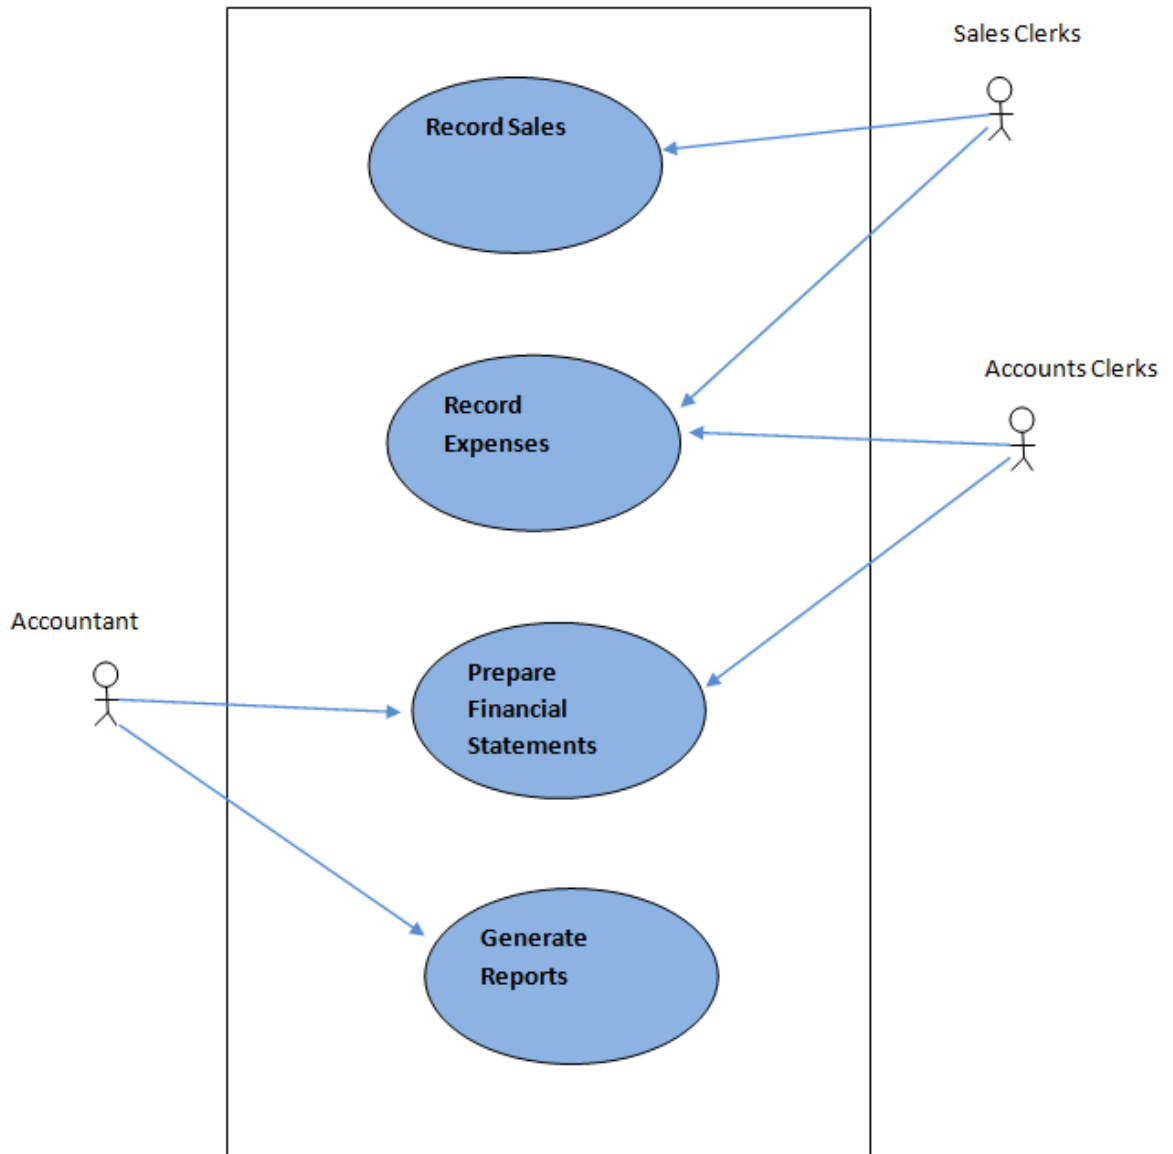 Sales Clerks
Record Sales
Accounts Clerks
Record
Expenses
Accountant
Prepare
Financial
Statements
Generate
Reports